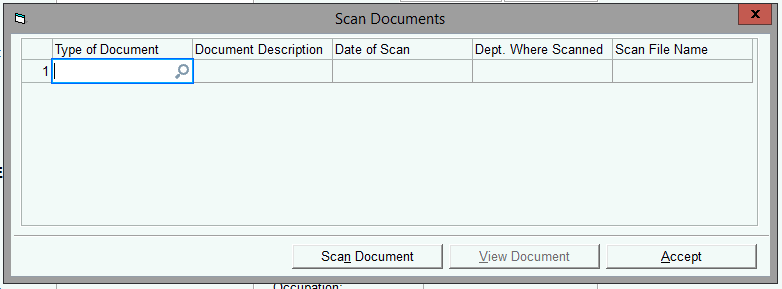 Scan Documents
x
Type of Document Document Description Date of Scan Dept. Where Scanned Scan File Name
1
Scan Document View Document Accept
Occupation: